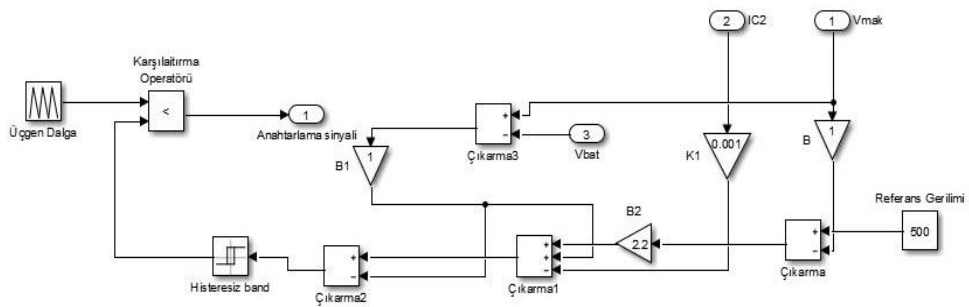 2
IC2
1
Vmak
Karşılaitırma
Operatörü
<
Üçgen Dalga
1
Anahtarlama sinyali
+
−
Çıkarma3
3
Vbat
1
B1
0.001
K1
1
B
Referans Gerilimi
500
B2
2.2
+
−
Çıkarma
+
+
−
Çıkarma1
+
−
Çıkarma2
Histeresiz band